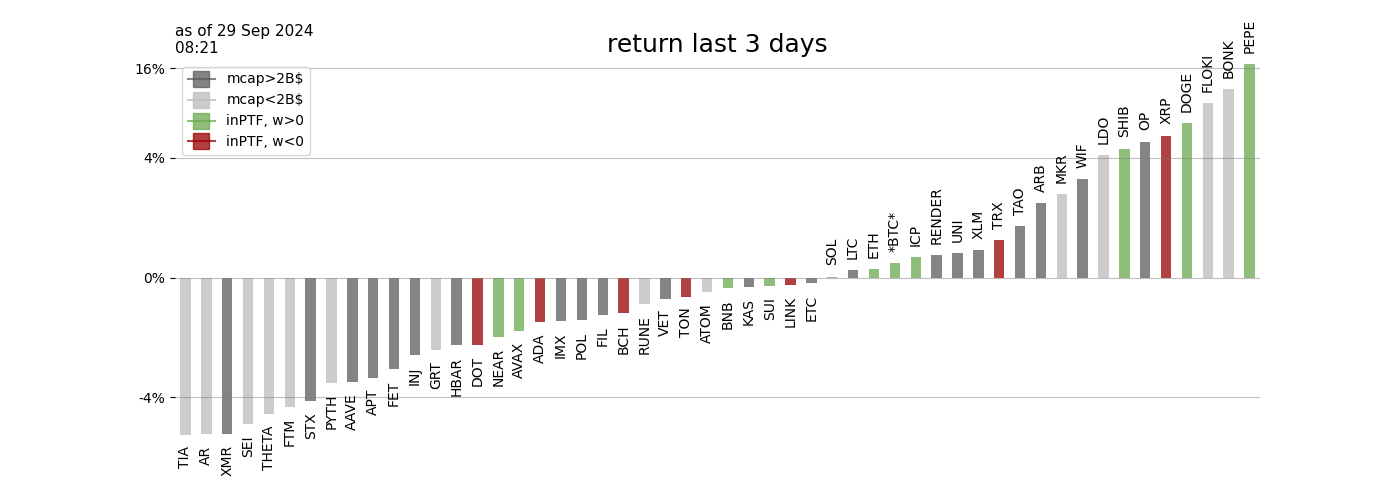 as of 29 Sep 2024
08:21
return last 3 days
16%
4%
0%
-4%
mcap>2B$
mcap<2B$
inPTF, w>0
inPTF, w<0
TIA
AR
XMR
SEI
THETA
FTM
STX
PYTH
AAVE
APT
FET
INJ
GRT
HBAR
DOT
NEAR
AVAX
ADA
IMX
POL
FIL
BCH
RUNE
VET
TON
ATOM
BNB
KAS
SUI
LINK
ETC
SOL
LTC
ETH
*BTC*
ICP
RENDER
UNI
XLM
TRX
TAO
ARB
MKR
WIF
LDO
SHIB
OP
XRP
DOGE
FLOKI
BONK
PEPE